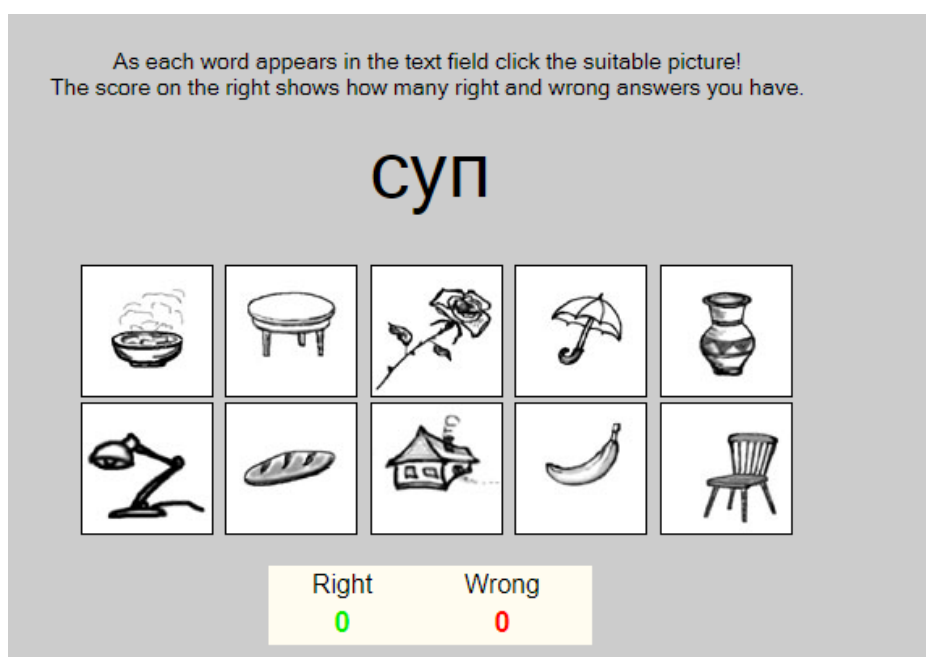 As each word appears in the text field click the suitable picture!
The score on the right shows how many right and wrong answers you have.
суп
Right Wrong
0 0